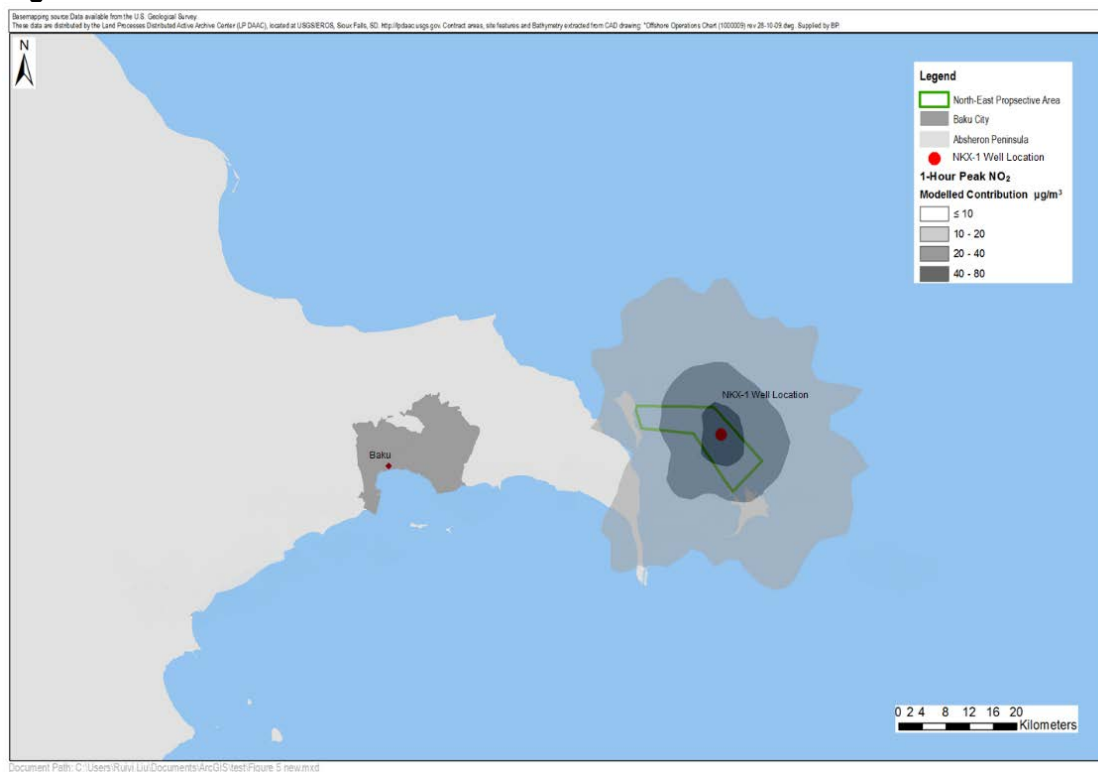 Basemapping source:Data available from the U.S. Geological Survey.
These data are distributed by the Land Processes Distributed Active Archive Center (LP DAAC), located at USGS/EROS, Sioux Falls, SD. http://lpdaac.usgs.gov. Contract areas, site features and Bathymetry extracted from CAD drawing: "Offshore Operations Chart (1000009) rev 28-10-09.dwg. Supplied by BP
N
Legend
North-East Propsective Area
Baku City
Absheron Peninsula
NKX-1 Well Location
1-Hour Peak NO₂
Modelled Contribution µg/m³
≤ 10
10 - 20
20 - 40
40 - 80
NKX-1 Well Location
Baku
0 2 4 8 12 16 20
Kilometers
Document Path: C:\Users\Ruiyi.Liu\Documents\ArcGIS\test\Figure 5 new.mxd